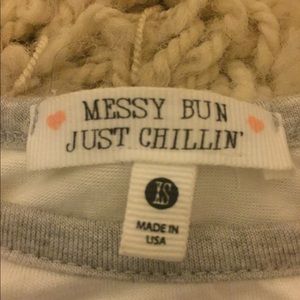 MESSY BUN
JUST CHILLIN'
XS
MADE IN
USA